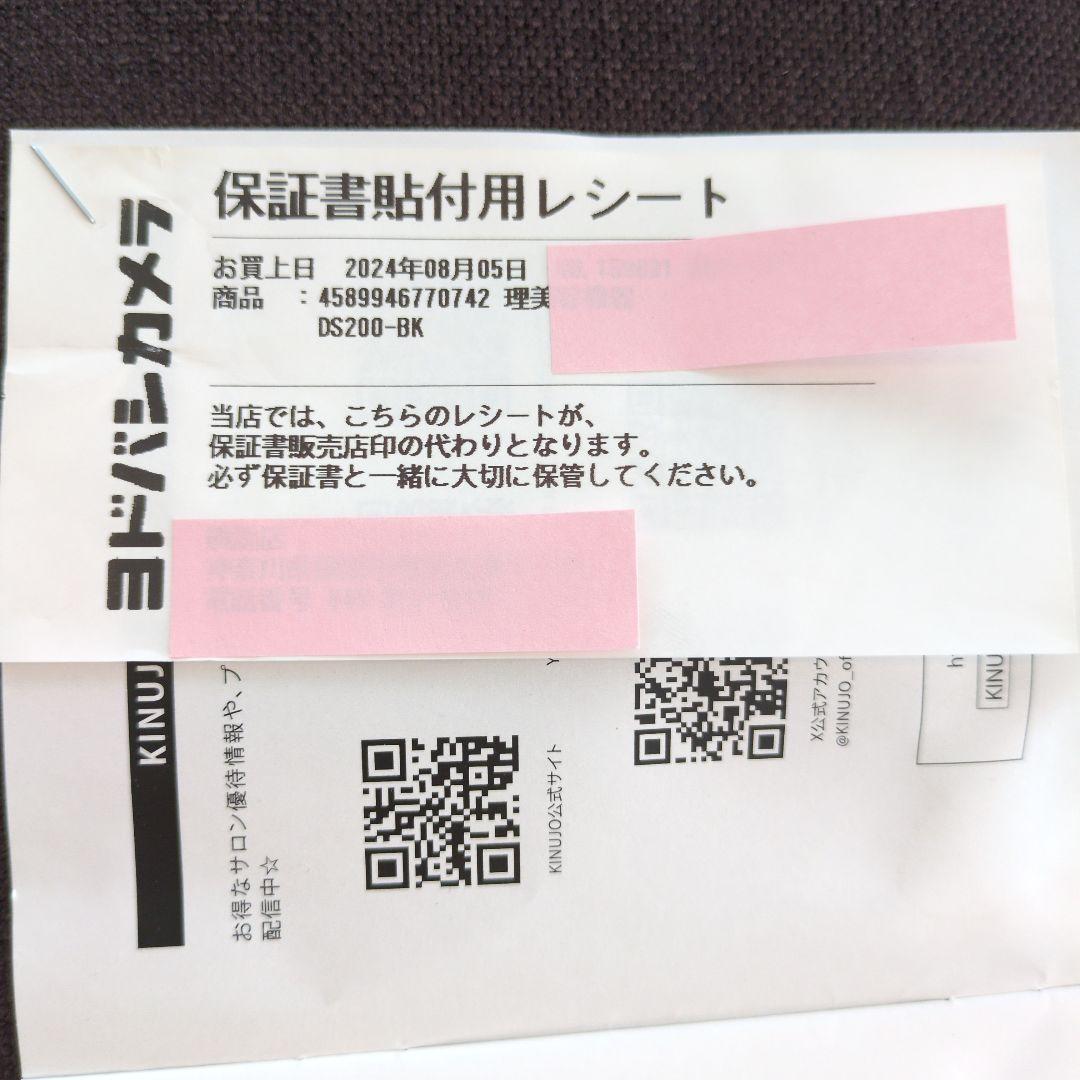 ヨドバシカメラ
保証書貼付用レシート
お買上日 2024年08月05日
商品 :4589946770742 理美
DS200-BK
当店では、こちらのレシートが、
保証書販売店印の代わりとなります。
必ず保証書と一緒に大切に保管してください。
KINUJ
お得なサロン優待情報や、プ
配信中☆
KINUJO公式サイト
X公式アカウ
@KINUJO_of
KINU